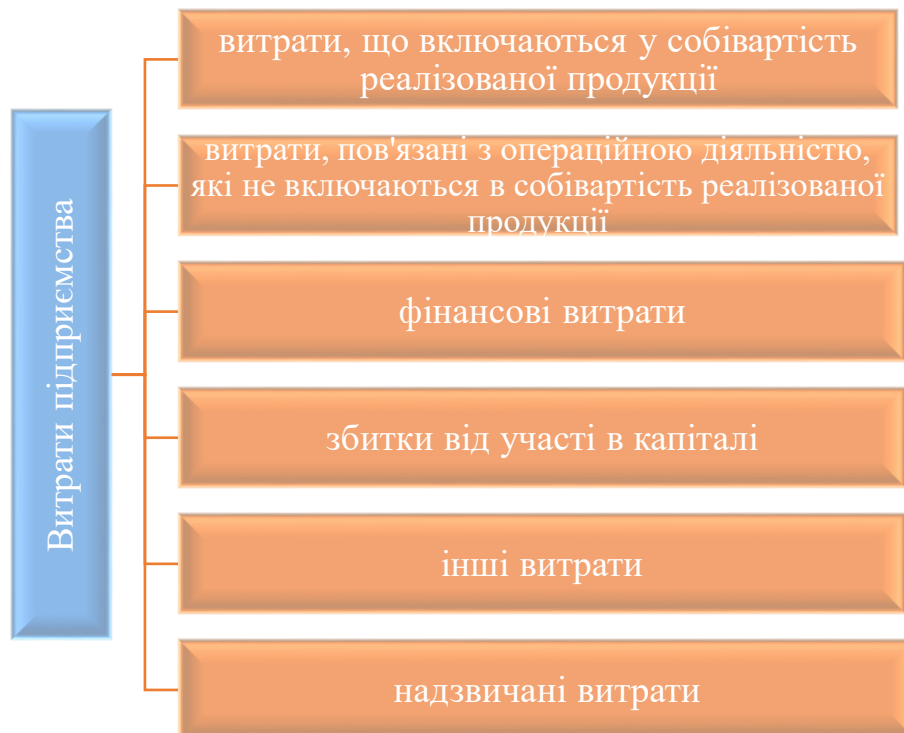 Витрати підприємства
витрати, що включаються у собівартість
реалізованої продукції
витрати, пов'язані з операційною діяльністю,
які не включаються в собівартість реалізованої
продукції
фінансові витрати
збитки від участі в капіталі
інші витрати
надзвичані витрати